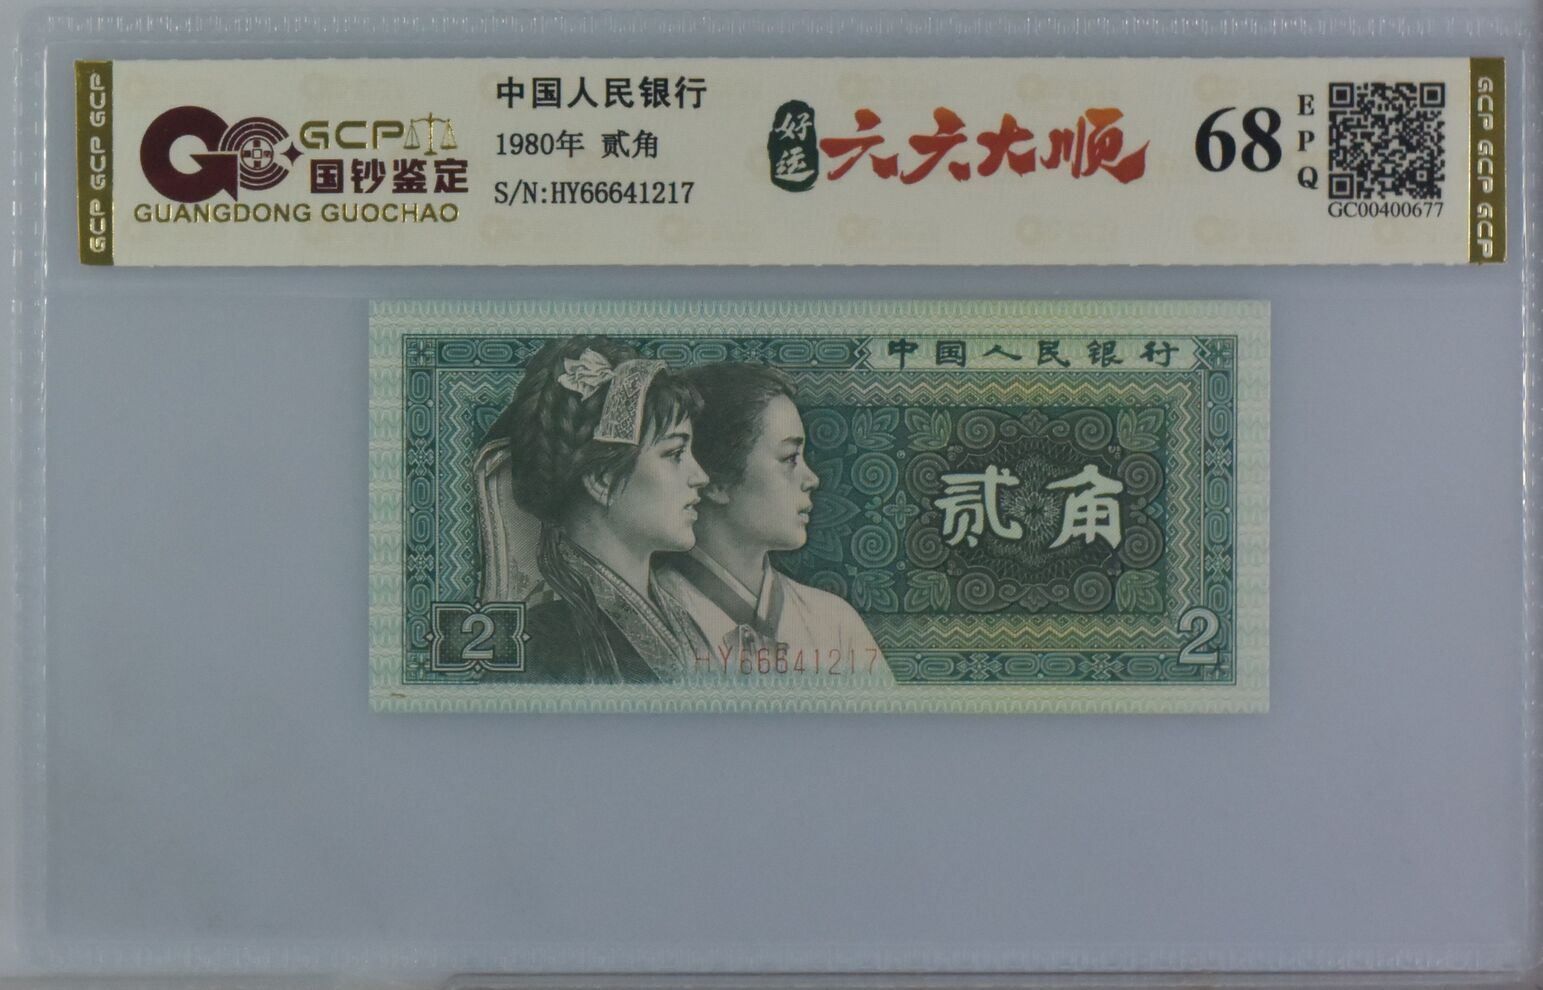 GCP GCP GCP
GCP
国钞鉴定
GUANGDONG GUOCHAO
中国人民银行
1980年 贰角
S/N:HY66641217
好运
六六大顺
68
EPQ
GC00400677
GCP GCP GCP
中国人民银行
贰角
2
2
HY66641217